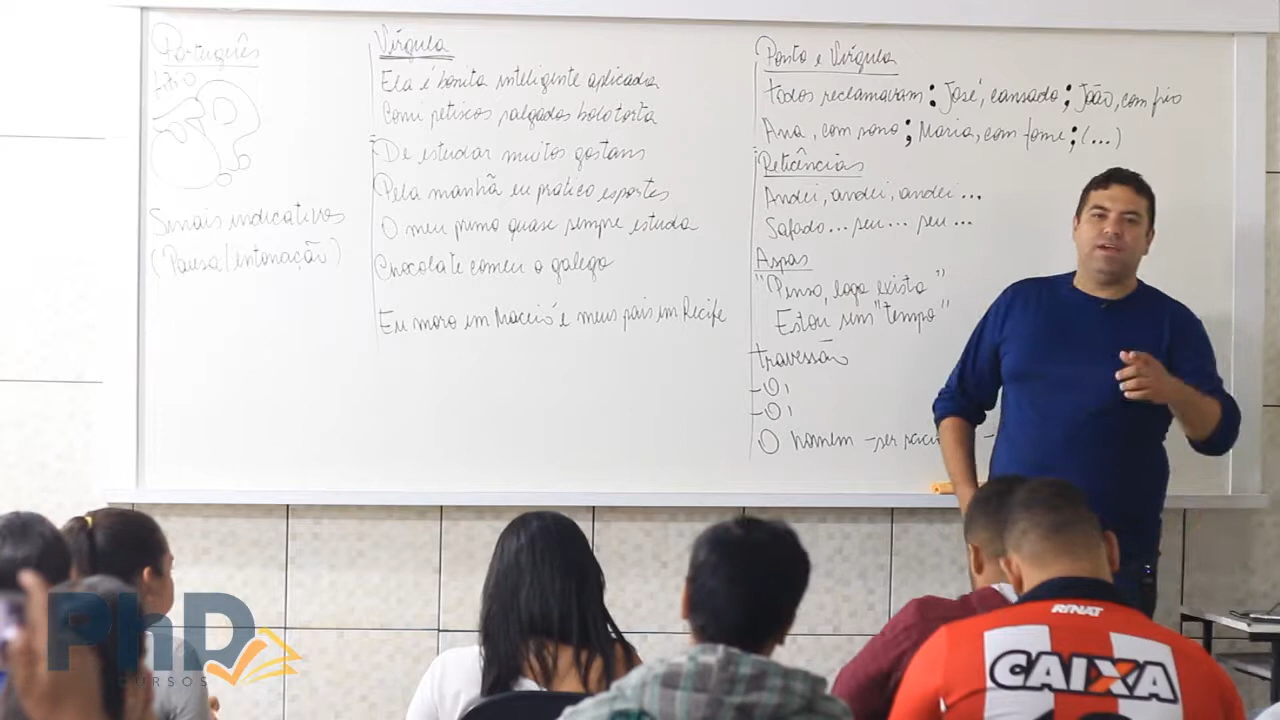 Português
Sinais indicativos
(Pausa/entonação)
Vírgula
Ela é bonita inteligente aplicada
Comi petiscos salgados bolo torta
De estudar muitos gostam
Pela manhã eu pratico esportes
O meu primo quase sempre estuda
Chocolate comeu o galego
Eu moro em Maceió e meus pais em Recife
Ponto e Vírgula
Todos reclamavam: José, cansado; João, com frio
Ana, com sono; Maria, com fome; (...)
Reticências
Andei, andei, andei...
Safado... seu... seu...
Aspas
"Penso, logo existo"
Estou sem "tempo"
Travessão
- O,
- O,
O homem - ser
PhD
CURSOS
RINAT
CAIXA